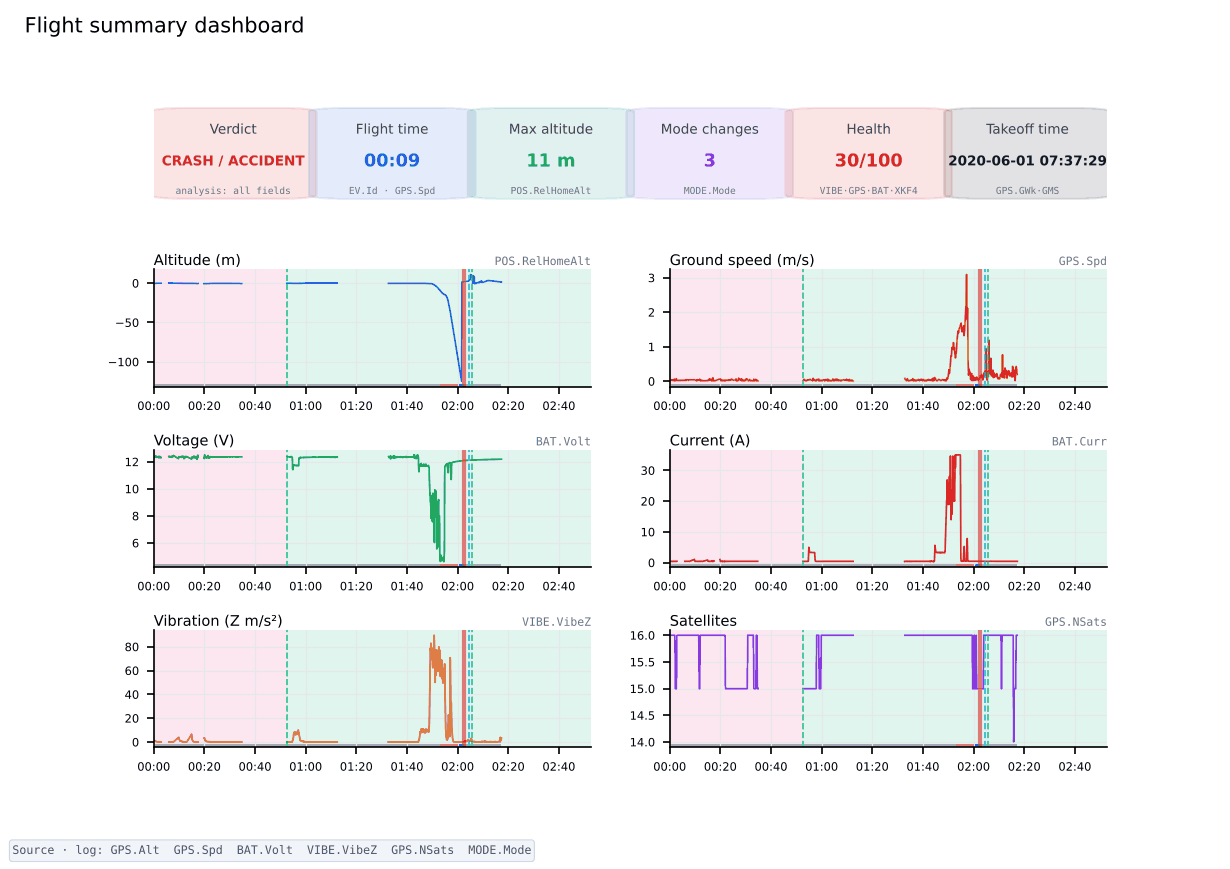 Flight summary dashboard
Verdict
CRASH / ACCIDENT
analysis: all fields
Flight time
00:09
EV.Id · GPS.Spd
Max altitude
11 m
POS.RelHomeAlt
Mode changes
3
MODE.Mode
Health
30/100
VIBE·GPS·BAT·XKF4
Takeoff time
2020-06-01 07:37:29
GPS.GWk·GMS
Altitude (m) POS.RelHomeAlt
0
−50
−100
00:00 00:20 00:40 01:00 01:20 01:40 02:00 02:20 02:40
Ground speed (m/s) GPS.Spd
3
2
1
0
00:00 00:20 00:40 01:00 01:20 01:40 02:00 02:20 02:40
Voltage (V) BAT.Volt
12
10
8
6
00:00 00:20 00:40 01:00 01:20 01:40 02:00 02:20 02:40
Current (A) BAT.Curr
30
20
10
0
00:00 00:20 00:40 01:00 01:20 01:40 02:00 02:20 02:40
Vibration (Z m/s²) VIBE.VibeZ
80
60
40
20
0
00:00 00:20 00:40 01:00 01:20 01:40 02:00 02:20 02:40
Satellites GPS.NSats
16.0
15.5
15.0
14.5
14.0
00:00 00:20 00:40 01:00 01:20 01:40 02:00 02:20 02:40
Source · log: GPS.Alt GPS.Spd BAT.Volt VIBE.VibeZ GPS.NSats MODE.Mode